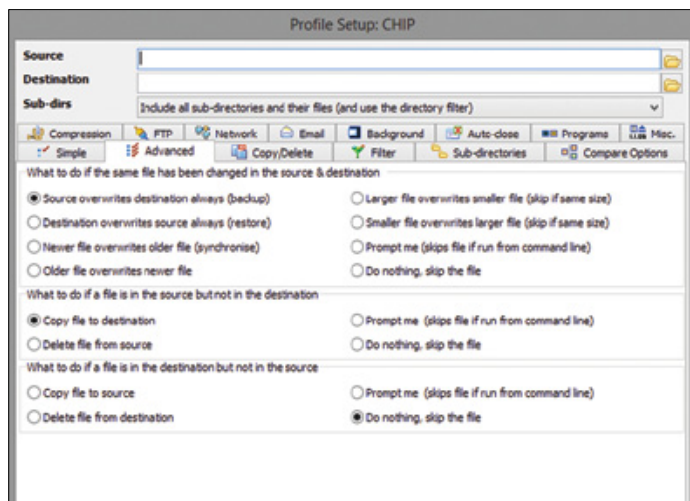 Profile Setup: CHIP
Source
Destination
Sub-dirs Include all sub-directories and their files (and use the directory filter)
Compression FTP Network Email Background Auto-close Programs Misc.
Simple Advanced Copy/Delete Filter Sub-directories Compare Options
What to do if the same file has been changed in the source & destination
Source overwrites destination always (backup) Larger file overwrites smaller file (skip if same size)
Destination overwrites source always (restore) Smaller file overwrites larger file (skip if same size)
Newer file overwrites older file (synchronise) Prompt me (skips file if run from command line)
Older file overwrites newer file Do nothing, skip the file
What to do if a file is in the source but not in the destination
Copy file to destination Prompt me (skips file if run from command line)
Delete file from source Do nothing, skip the file
What to do if a file is in the destination but not in the source
Copy file to source Prompt me (skips file if run from command line)
Delete file from destination Do nothing, skip the file